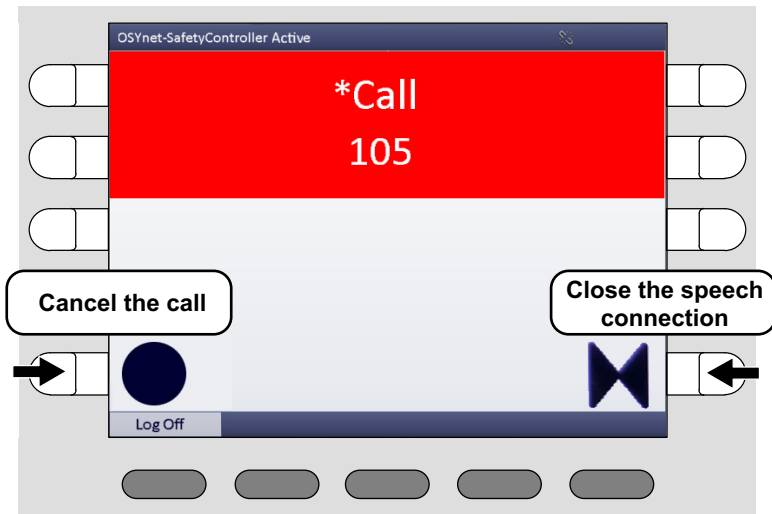 OSYnet-SafetyController Active
*Call
105
Cancel the call
Close the speech
connection
Log Off